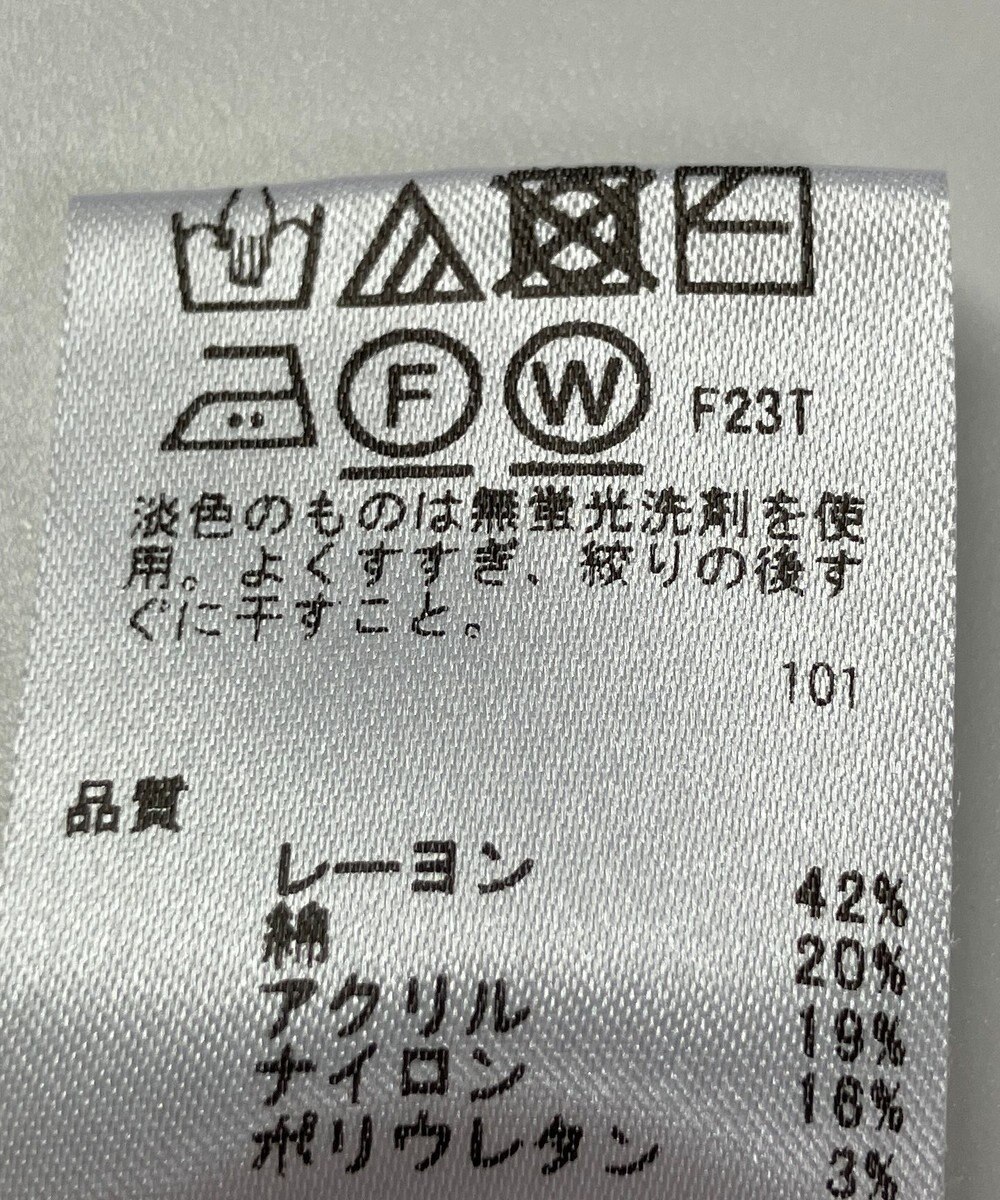 F W F23T
淡色のものは無蛍光洗剤を使
用。よくすすぎ、絞りの後す
ぐに干すこと。
101
品質
レーヨン 42%
綿 20%
アクリル 19%
ナイロン 16%
ポリウレタン 3%